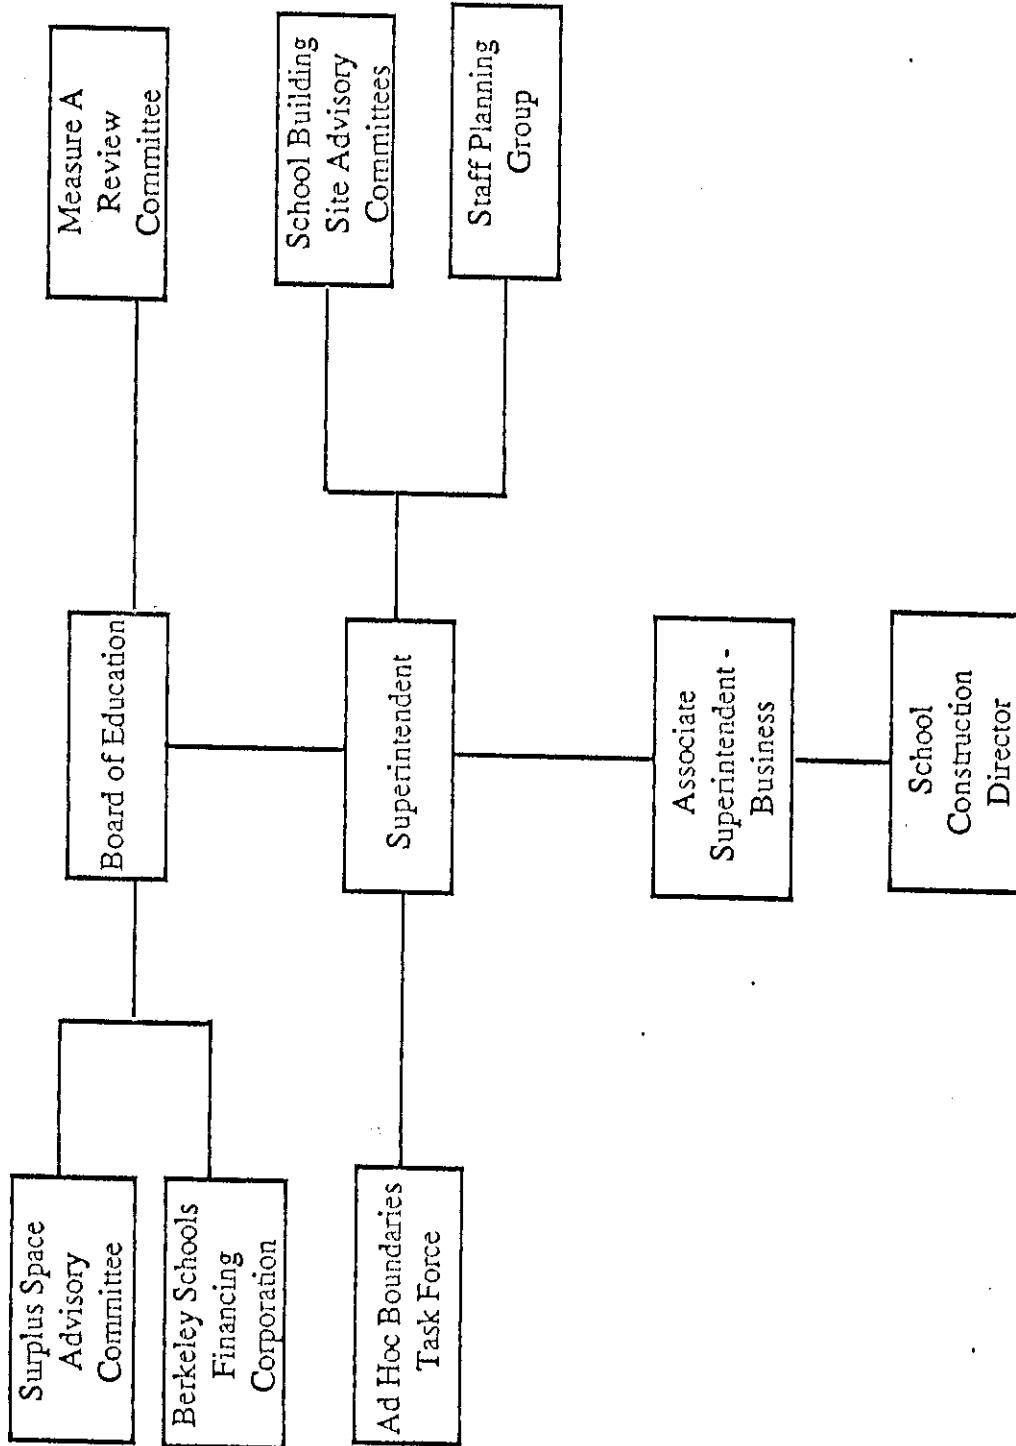 Surplus Space
Advisory
Committee
Berkeley Schools
Financing
Corporation
Board of Education
Measure A
Review
Committee
Ad Hoc Boundaries
Task Force
Superintendent
School Building
Site Advisory
Committees
Staff Planning
Group
Associate
Superintendent -
Business
School
Construction
Director